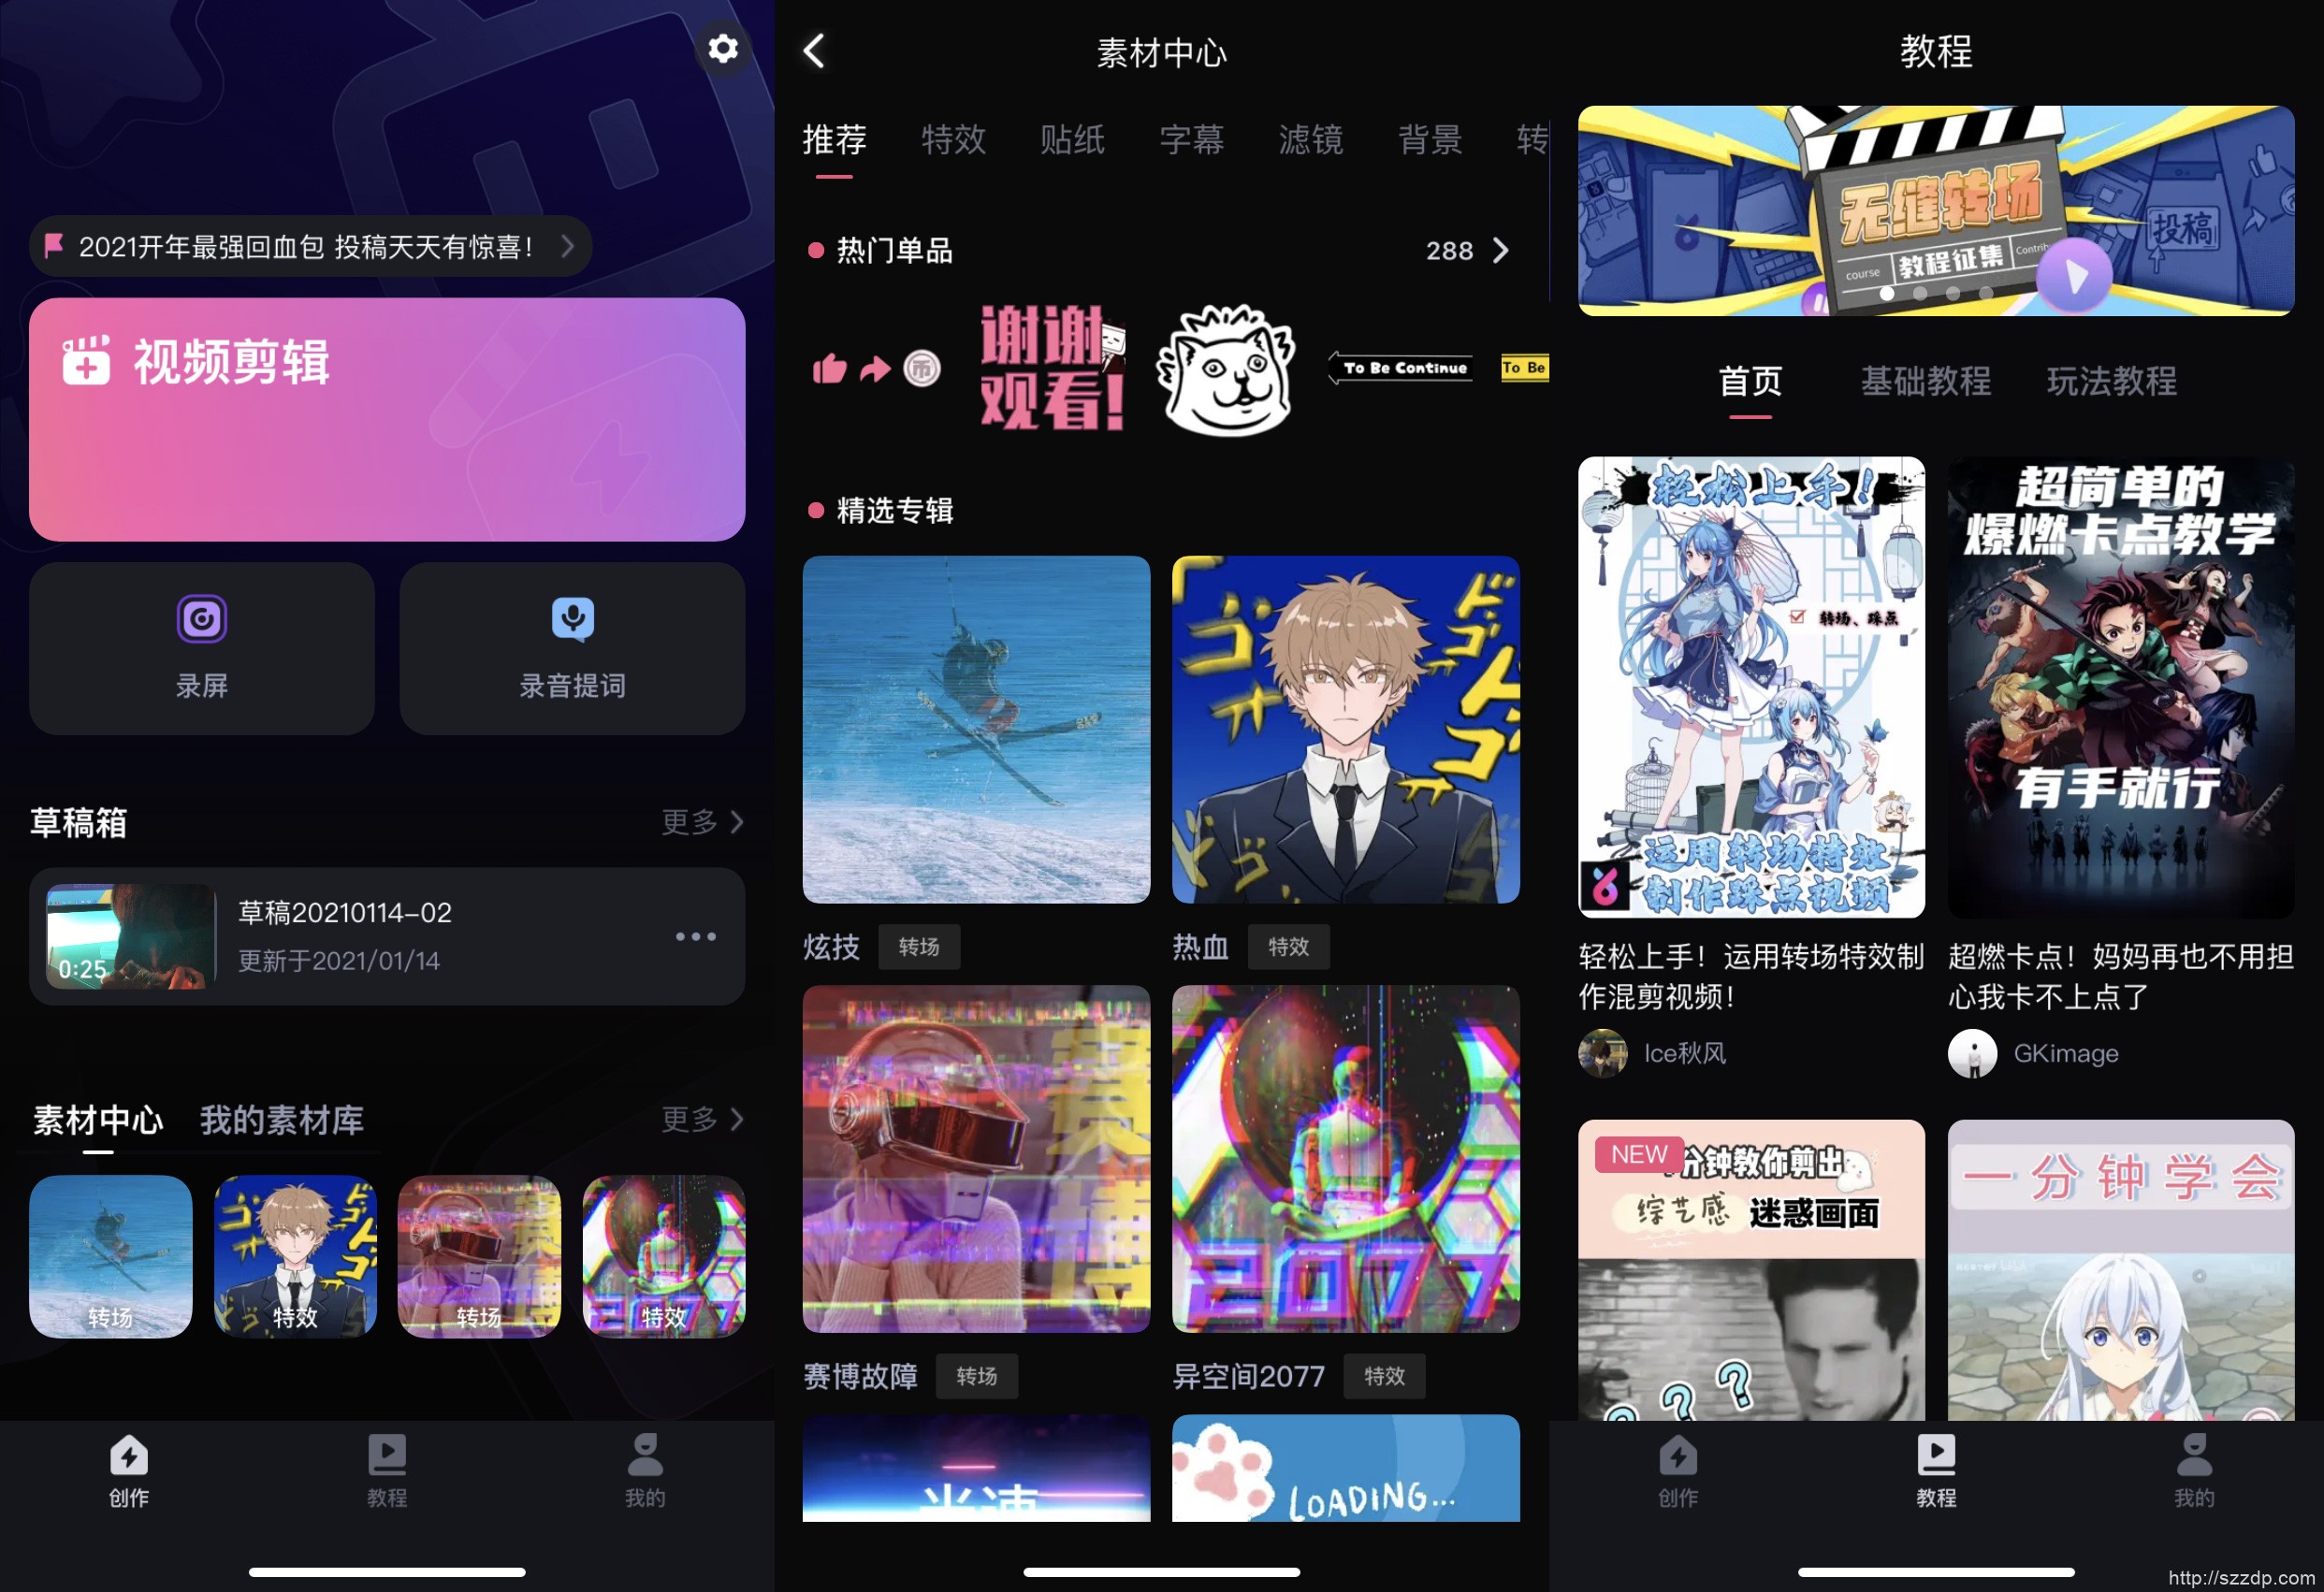 2021开年最强回血包 投稿天天有惊喜！
视频剪辑
录屏
录音提词
草稿箱
更多
0:25
草稿20210114-02
更新于2021/01/14
素材中心
我的素材库
更多
转场
特效
转场
特效
2077
创作
教程
我的
素材中心
推荐
特效
贴纸
字幕
滤镜
背景
转
热门单品
288
币
谢谢
观看!
To Be Continue
To Be
精选专辑
炫技
转场
热血
特效
赛博
2077
赛博故障
转场
异空间2077
特效
光速
LOADING...
教程
无缝转场
course
教程征集
投稿
首页
基础教程
玩法教程
轻松上手！
转场、踩点
运用转场特效
制作踩点视频
超简单的
爆燃卡点教学
有手就行
轻松上手！运用转场特效制
作混剪视频！
超燃卡点！妈妈再也不用担
心我卡不上点了
Ice秋风
GKimage
NEW
分钟教你剪出
综艺感
迷惑画面
? ? ?
一分钟学会
创作
教程
我的
http://szzdp.com